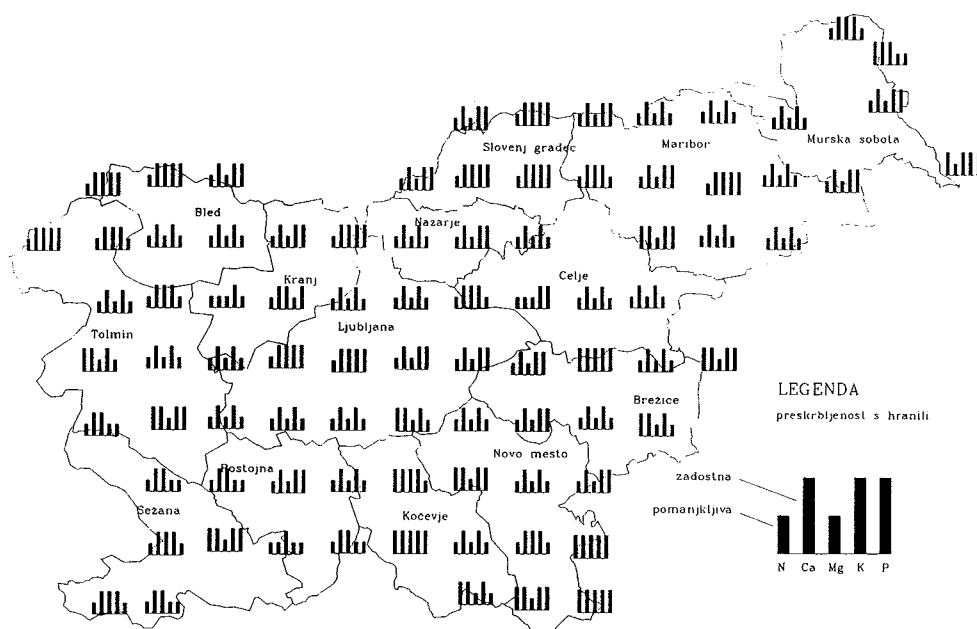 Slovenj gradec
Maribor
Murska sobota
Bled
Nazarje
Kranj
Celje
Ljubljana
Tolmin
LEGENDA
preskrbljenost s hranili
Brežice
Novo mesto
Postojna
zadostna
Sežana
Kočevje
pomanjkljiva
N Ca Mg K P